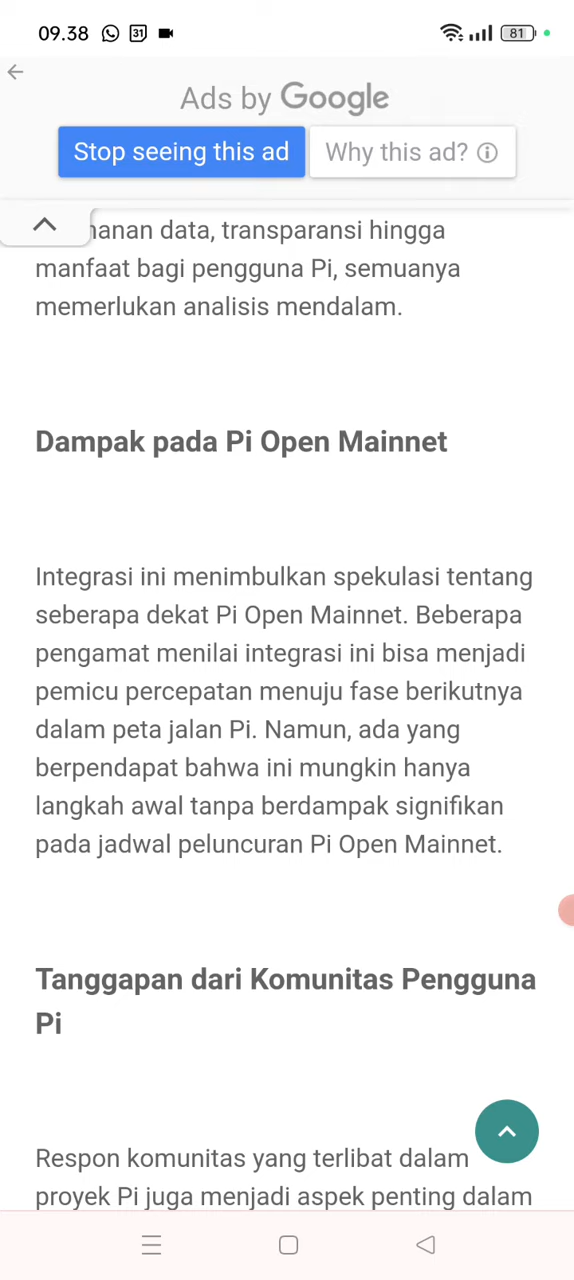 09.38
31
81
Ads by Google
Stop seeing this ad
Why this ad?
data, transparansi hingga
manfaat bagi pengguna Pi, semuanya
memerlukan analisis mendalam.
Dampak pada Pi Open Mainnet
Integrasi ini menimbulkan spekulasi tentang
seberapa dekat Pi Open Mainnet. Beberapa
pengamat menilai integrasi ini bisa menjadi
pemicu percepatan menuju fase berikutnya
dalam peta jalan Pi. Namun, ada yang
berpendapat bahwa ini mungkin hanya
langkah awal tanpa berdampak signifikan
pada jadwal peluncuran Pi Open Mainnet.
Tanggapan dari Komunitas Pengguna
Pi
Respon komunitas yang terlibat dalam
proyek Pi juga menjadi aspek penting dalam